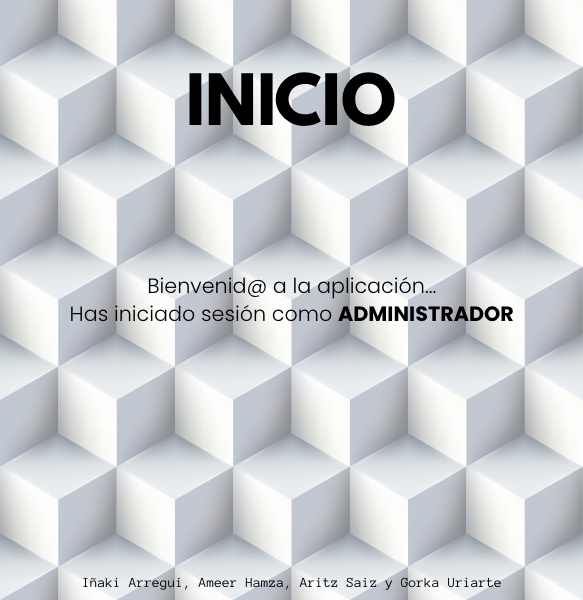 INICIO
Bienvenid@ a la aplicación...
Has iniciado sesión como ADMINISTRADOR
Iñaki Arregui, Ameer Hamza, Aritz Saiz y Gorka Uriarte